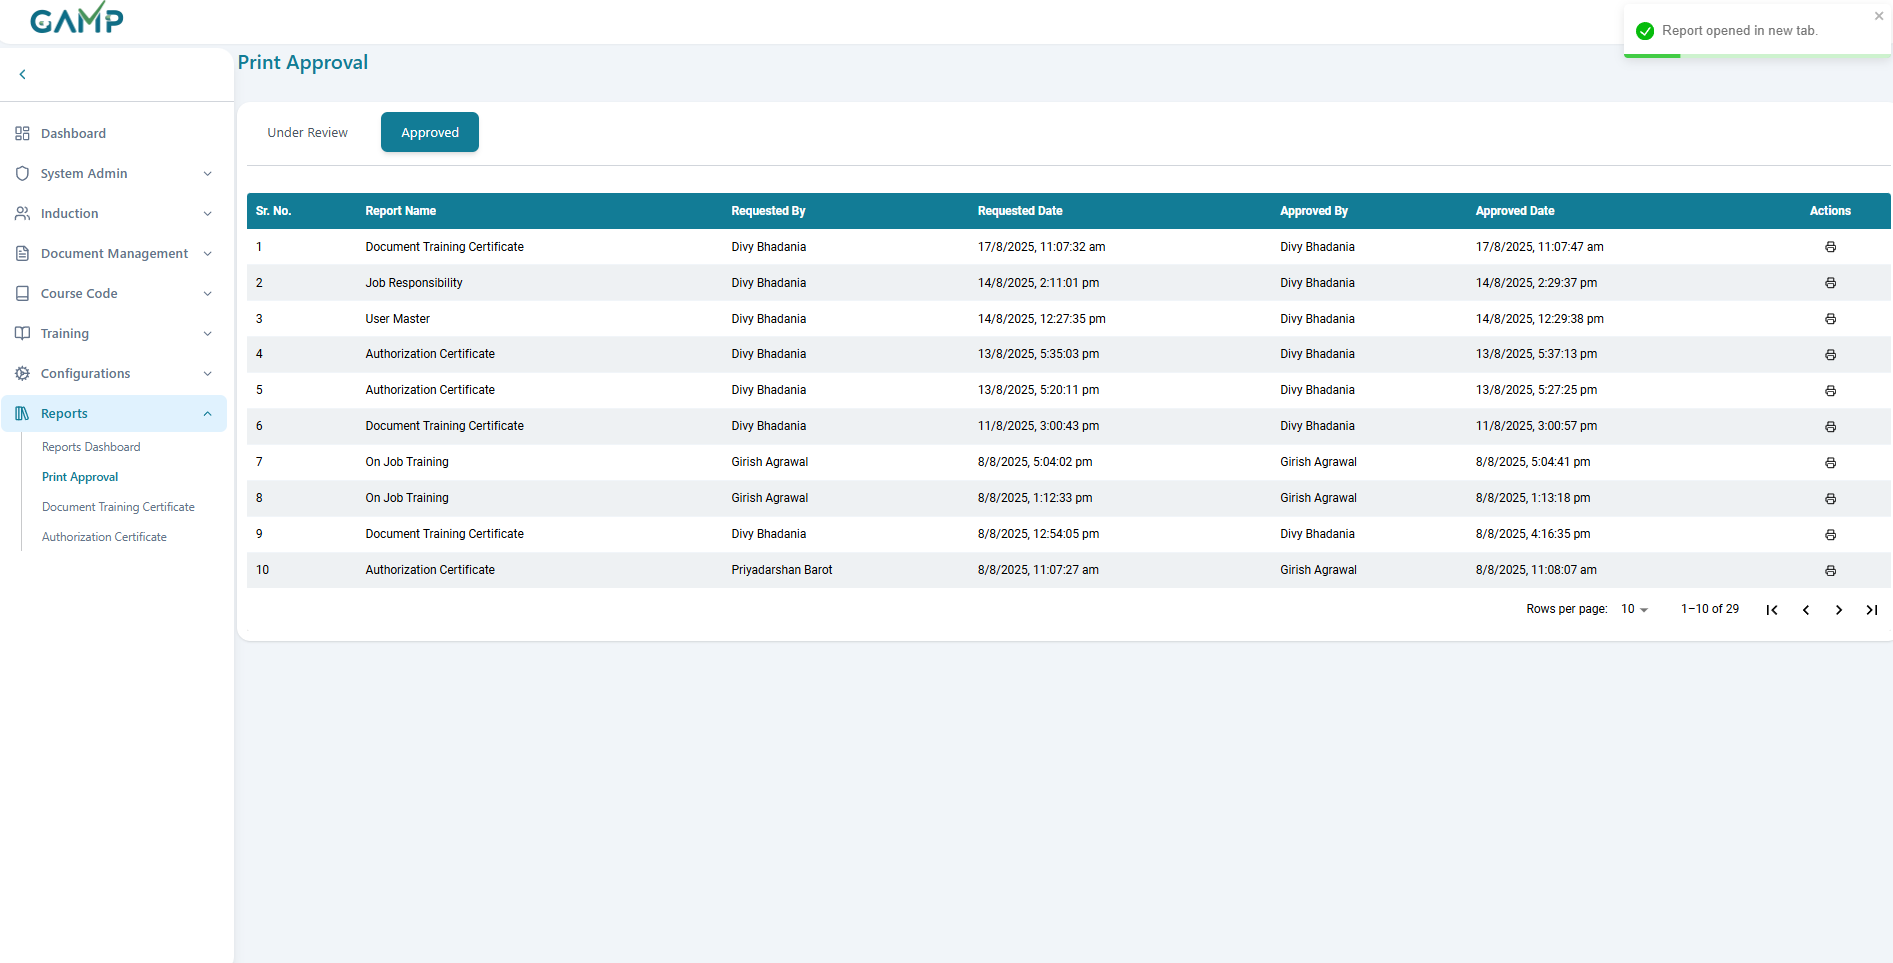 GAMP
Report opened in new tab.
Print Approval
Under Review Approved
Dashboard
System Admin
Induction
Document Management
Course Code
Training
Configurations
Reports
Reports Dashboard
Print Approval
Document Training Certificate
Authorization Certificate
Sr. No. Report Name Requested By Requested Date Approved By Approved Date Actions
1 Document Training Certificate Divy Bhadania 17/8/2025, 11:07:32 am Divy Bhadania 17/8/2025, 11:07:47 am
2 Job Responsibility Divy Bhadania 14/8/2025, 2:11:01 pm Divy Bhadania 14/8/2025, 2:29:37 pm
3 User Master Divy Bhadania 14/8/2025, 12:27:35 pm Divy Bhadania 14/8/2025, 12:29:38 pm
4 Authorization Certificate Divy Bhadania 13/8/2025, 5:35:03 pm Divy Bhadania 13/8/2025, 5:37:13 pm
5 Authorization Certificate Divy Bhadania 13/8/2025, 5:20:11 pm Divy Bhadania 13/8/2025, 5:27:25 pm
6 Document Training Certificate Divy Bhadania 11/8/2025, 3:00:43 pm Divy Bhadania 11/8/2025, 3:00:57 pm
7 On Job Training Girish Agrawal 8/8/2025, 5:04:02 pm Girish Agrawal 8/8/2025, 5:04:41 pm
8 On Job Training Girish Agrawal 8/8/2025, 1:12:33 pm Girish Agrawal 8/8/2025, 1:13:18 pm
9 Document Training Certificate Divy Bhadania 8/8/2025, 12:54:05 pm Divy Bhadania 8/8/2025, 4:16:35 pm
10 Authorization Certificate Priyadarshan Barot 8/8/2025, 11:07:27 am Girish Agrawal 8/8/2025, 11:08:07 am
Rows per page: 10 1–10 of 29